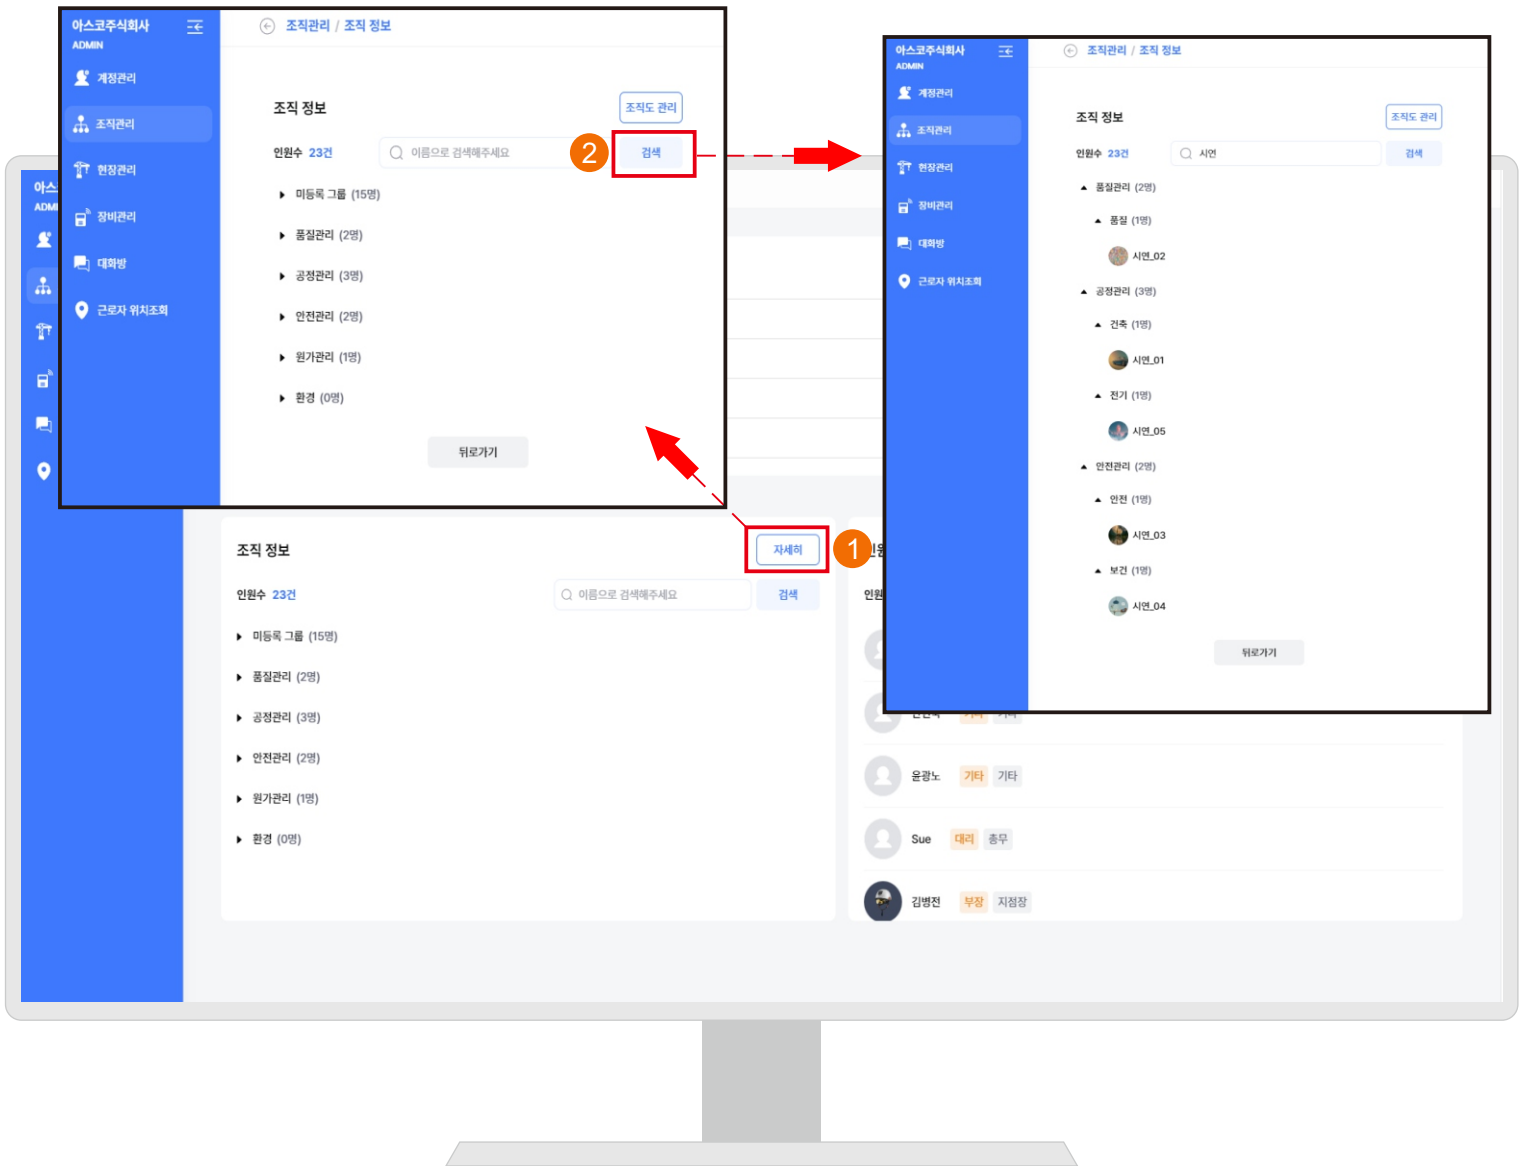 아스코주식회사
ADMIN
계정관리
조직관리
현장관리
장비관리
대화방
근로자 위치조회
조직관리 / 조직 정보
조직 정보
조직도 관리
인원수 23건
이름으로 검색해주세요
2
검색
미등록 그룹 (15명)
품질관리 (2명)
공정관리 (3명)
안전관리 (2명)
원가관리 (1명)
환경 (0명)
뒤로가기
아스코주식회사
ADMIN
계정관리
조직관리
현장관리
장비관리
대화방
근로자 위치조회
조직관리 / 조직 정보
조직 정보
조직도 관리
인원수 23건
시연
검색
품질관리 (2명)
품질 (1명)
시연_02
공정관리 (3명)
건축 (1명)
시연_01
전기 (1명)
시연_05
안전관리 (2명)
안전 (1명)
시연_03
보건 (1명)
시연_04
뒤로가기
아스
ADMI
조직 정보
자세히
1
인원수 23건
이름으로 검색해주세요
검색
미등록 그룹 (15명)
품질관리 (2명)
공정관리 (3명)
안전관리 (2명)
원가관리 (1명)
환경 (0명)
인원
윤광노 기타 기타
Sue 대리 총무
김병전 부장 지점장